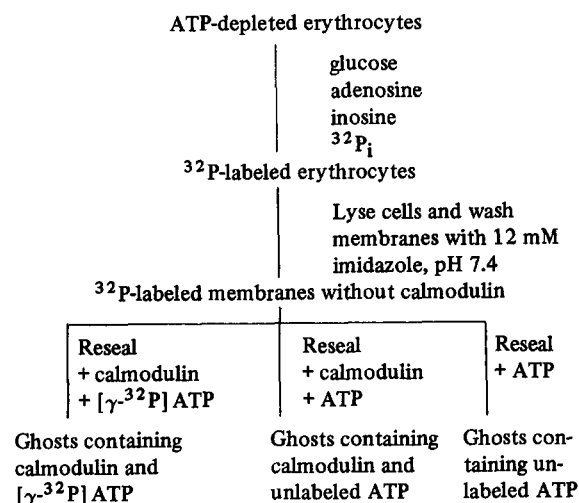 ATP-depleted erythrocytes
glucose
adenosine
inosine
³²Pᵢ
³²P-labeled erythrocytes
Lyse cells and wash
membranes with 12 mM
imidazole, pH 7.4
³²P-labeled membranes without calmodulin
Reseal
+ calmodulin
+ [γ-³²P] ATP
Reseal
+ calmodulin
+ ATP
Reseal
+ ATP
Ghosts containing
calmodulin and
[γ-³²P] ATP
Ghosts containing
calmodulin and
unlabeled ATP
Ghosts con-
taining un-
labeled ATP